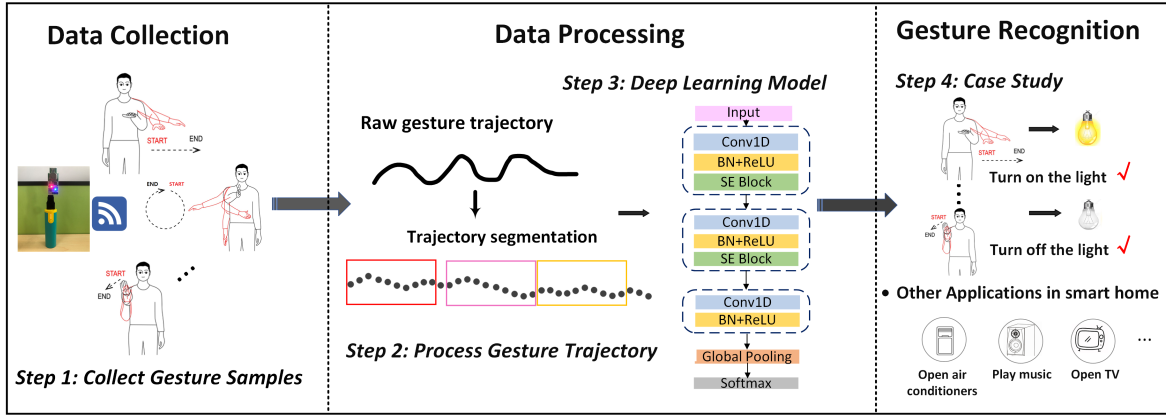 Data Collection
START
END
END
START
START
END
Step 1: Collect Gesture Samples
Data Processing
Step 3: Deep Learning Model
Raw gesture trajectory
Trajectory segmentation
Step 2: Process Gesture Trajectory
Input
Conv1D
BN+ReLU
SE Block
Conv1D
BN+ReLU
SE Block
Conv1D
BN+ReLU
Global Pooling
Softmax
Gesture Recognition
Step 4: Case Study
START
END
Turn on the light
START
END
Turn off the light
• Other Applications in smart home
Open air
conditioners
Play music
Open TV
...